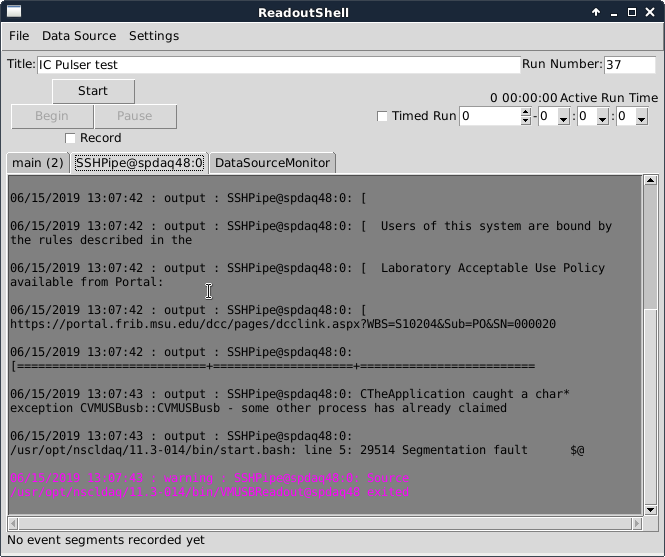 ReadoutShell
File Data Source Settings
Title: IC Pulser test Run Number: 37
Start
0 00:00:00 Active Run Time
Begin Pause Timed Run 0 - 0 : 0 : 0
Record
main (2) SSHPipe@spdaq48:0 DataSourceMonitor
06/15/2019 13:07:42 : output : SSHPipe@spdaq48:0: [
06/15/2019 13:07:42 : output : SSHPipe@spdaq48:0: [  Users of this system are bound by
the rules described in the
06/15/2019 13:07:42 : output : SSHPipe@spdaq48:0: [  Laboratory Acceptable Use Policy
available from Portal:
06/15/2019 13:07:42 : output : SSHPipe@spdaq48:0: [
https://portal.frib.msu.edu/dcc/pages/dcclink.aspx?WBS=S10204&Sub=PO&SN=000020
06/15/2019 13:07:42 : output : SSHPipe@spdaq48:0:
[===========================+====================+=========================
06/15/2019 13:07:43 : output : SSHPipe@spdaq48:0: CTheApplication caught a char*
exception CVMUSBusb::CVMUSBusb - some other process has already claimed
06/15/2019 13:07:43 : output : SSHPipe@spdaq48:0:
/usr/opt/nscldaq/11.3-014/bin/start.bash: line 5: 29514 Segmentation fault      $@
06/15/2019 13:07:43 : warning : SSHPipe@spdaq48:0: Source
/usr/opt/nscldaq/11.3-014/bin/VMUSBReadout@spdaq48 exited
No event segments recorded yet